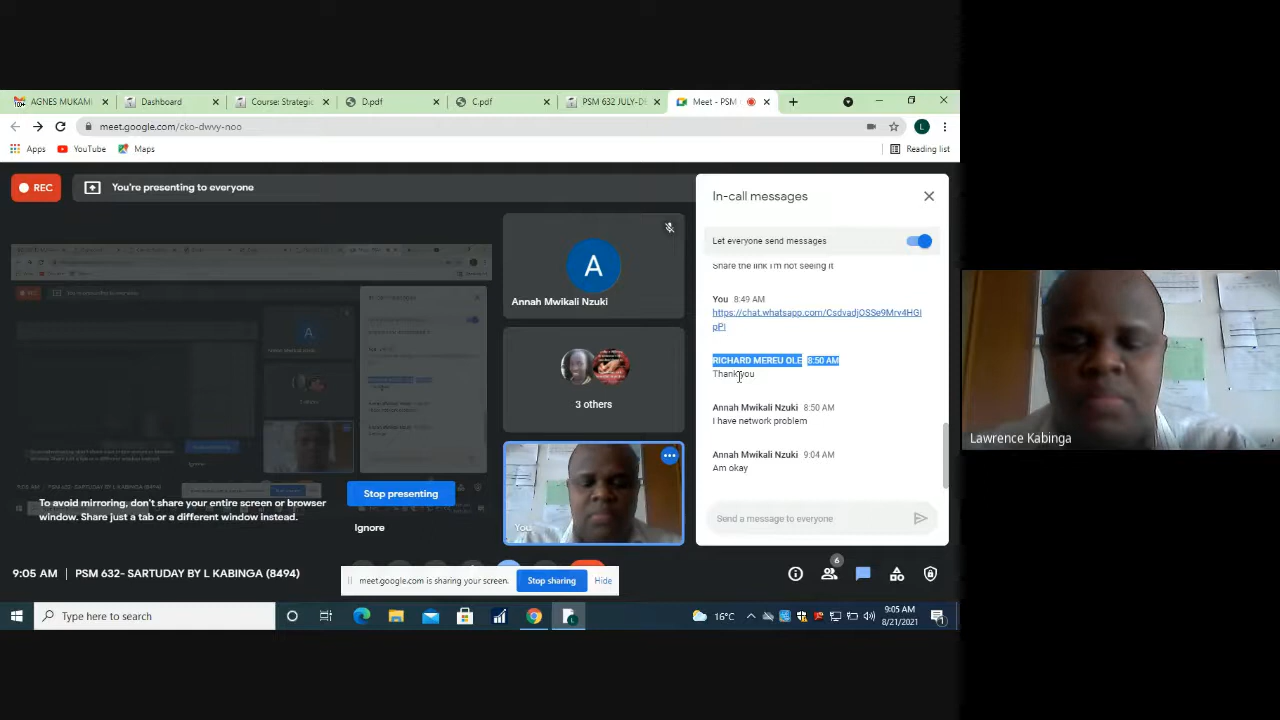 AGNES MUKAMI
Dashboard
Course: Strategic
D.pdf
C.pdf
PSM 632 JULY-DE
Meet - PSM
meet.google.com/cko-dwvy-noo
L
Apps
YouTube
Maps
Reading list
REC
You're presenting to everyone
In-call messages
Let everyone send messages
Share the link I'm not seeing it
You 8:49 AM
https://chat.whatsapp.com/CsdvadjOSSe9Mrv4HGI
pPI
RICHARD MEREU OLE 8:50 AM
Thank you
Annah Mwikali Nzuki 8:50 AM
I have network problem
Annah Mwikali Nzuki 9:04 AM
Am okay
Send a message to everyone
A
Annah Mwikali Nzuki
3 others
You
To avoid mirroring, don't share your entire screen or browser
window. Share just a tab or a different window instead.
Stop presenting
Ignore
9:05 AM | PSM 632- SARTUDAY BY L KABINGA (8494)
meet.google.com is sharing your screen.
Stop sharing
Hide
6
Type here to search
16°C
9:05 AM
8/21/2021
1
Lawrence Kabinga